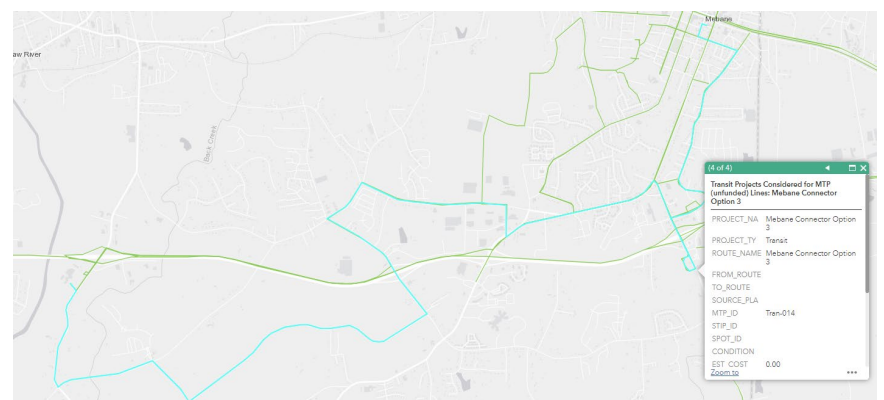 Mebane
aw River
Back Creek
(4 of 4)
Transit Projects Considered for MTP
(unfunded) Lines: Mebane Connector
Option 3
PROJECT_NA Mebane Connector Option
3
PROJECT_TY Transit
ROUTE_NAME Mebane Connector Option
3
FROM_ROUTE
TO_ROUTE
SOURCE_PLA
MTP_ID Tran-014
STIP_ID
SPOT_ID
CONDITION
EST_COST 0.00
Zoom to